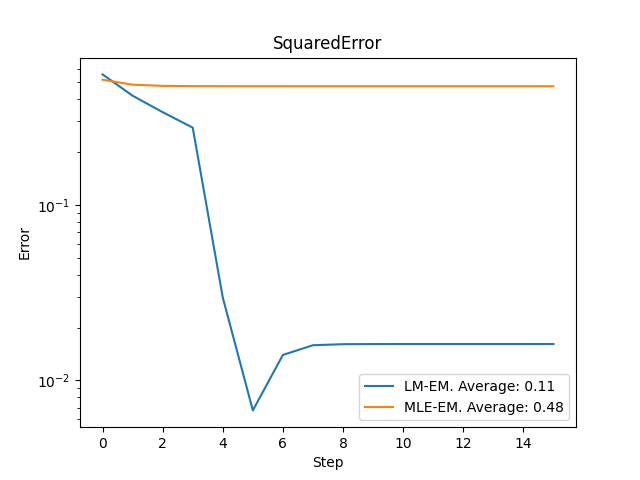 SquaredError
Error
10⁻¹
10⁻²
0 2 4 6 8 10 12 14
Step
LM-EM. Average: 0.11
MLE-EM. Average: 0.48